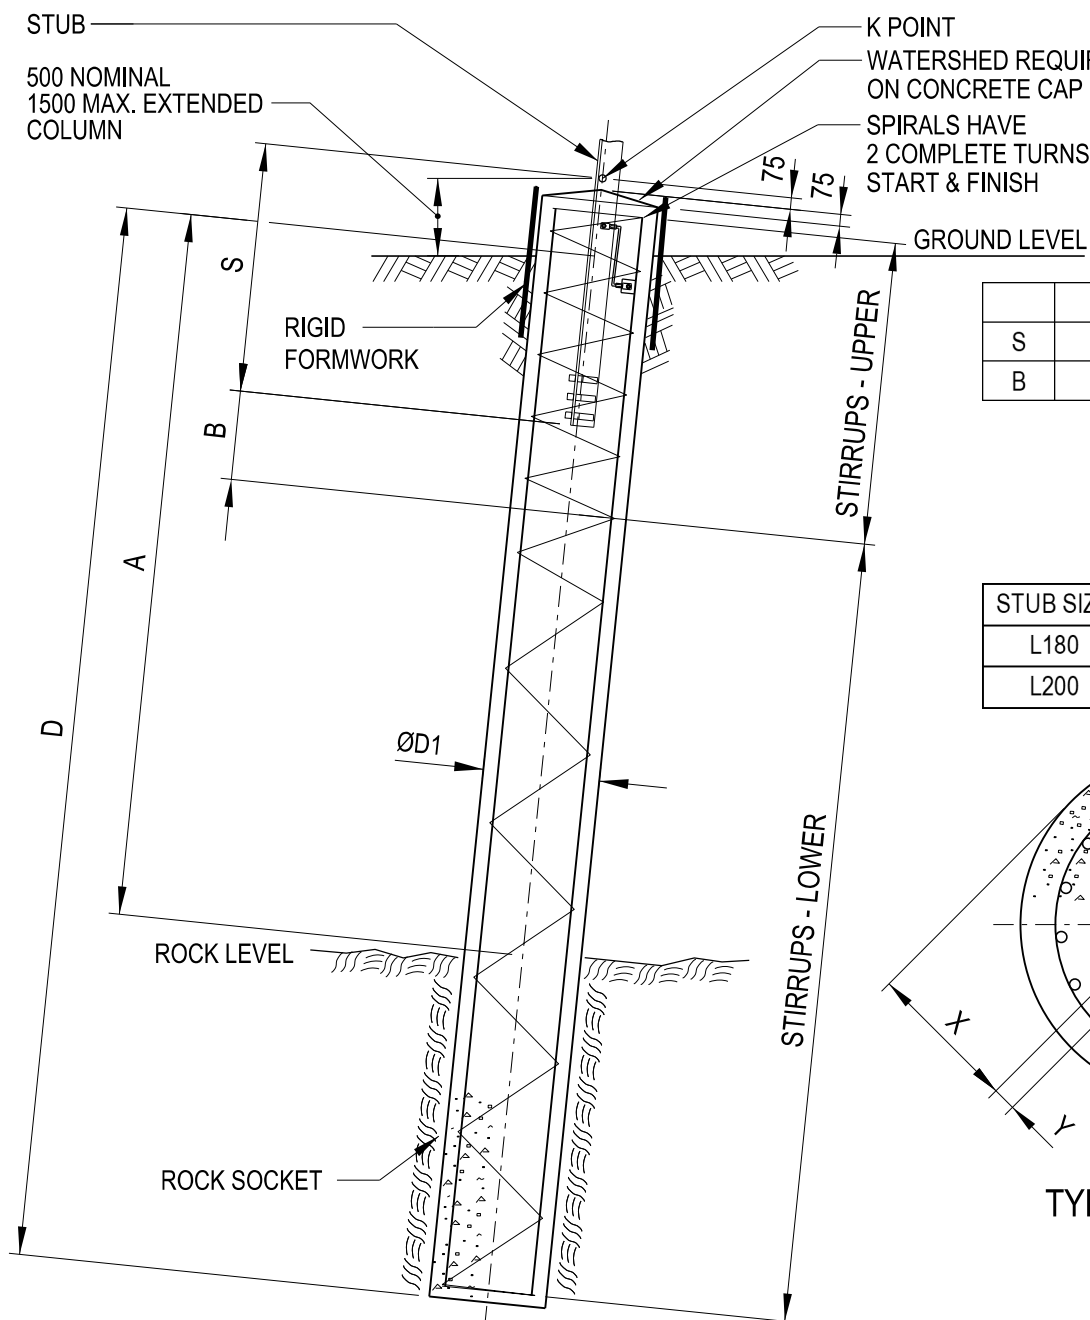 STUB
500 NOMINAL
1500 MAX. EXTENDED
COLUMN
K POINT
WATERSHED REQUI
ON CONCRETE CAP
SPIRALS HAVE
2 COMPLETE TURNS
START & FINISH
75
75
GROUND LEVEL
S
RIGID
FORMWORK
B
A
D
STIRRUPS - UPPER
S
B
STUB SIZ
L180
L200
ØD1
STIRRUPS - LOWER
ROCK LEVEL
ROCK SOCKET
X
Y
TYP